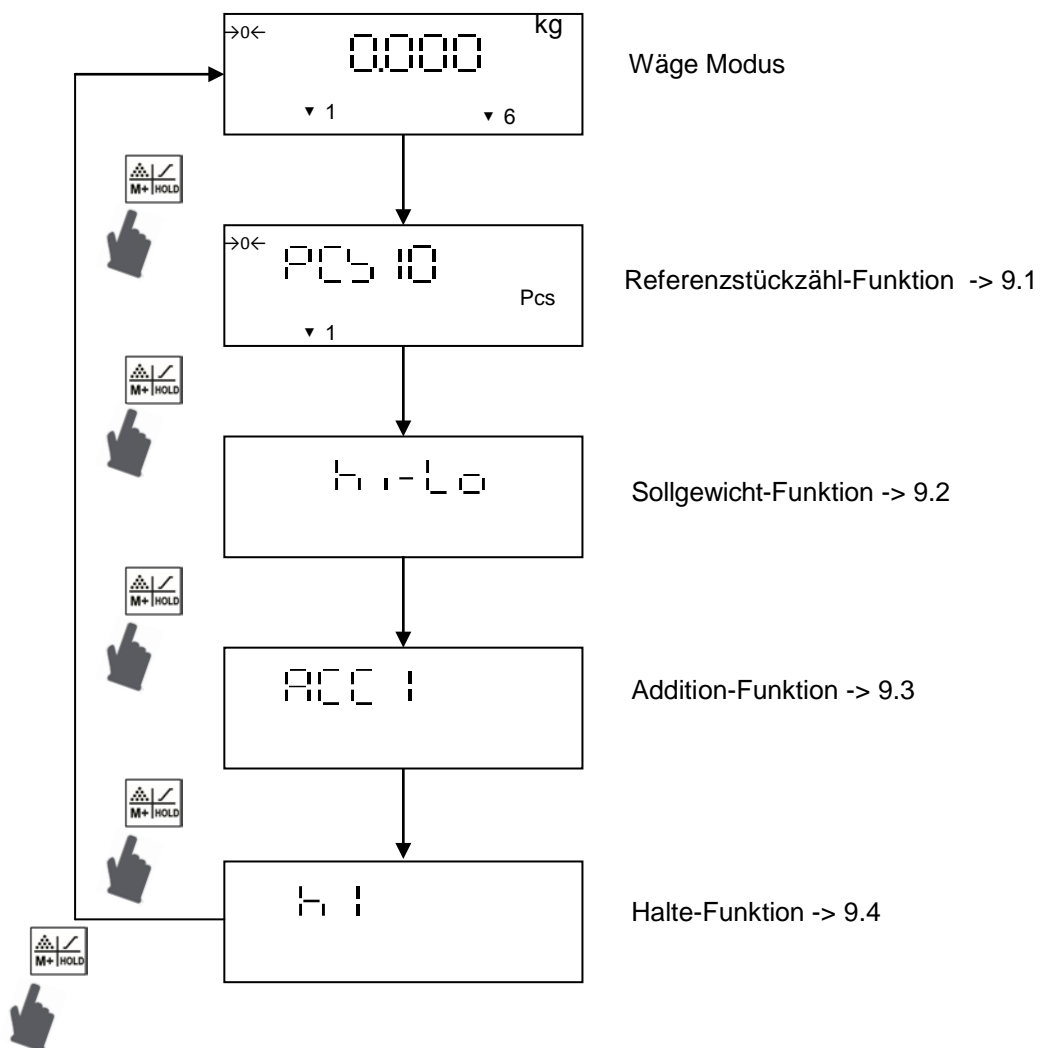 →0←
kg
0.000
▼ 1
▼ 6
Wäge Modus
M+ HOLD
→0←
PCS 10
Pcs
▼ 1
Referenzstückzähl-Funktion -> 9.1
M+ HOLD
hi-Lo
Sollgewicht-Funktion -> 9.2
M+ HOLD
ACC 1
Addition-Funktion -> 9.3
M+ HOLD
h 1
Halte-Funktion -> 9.4
M+ HOLD